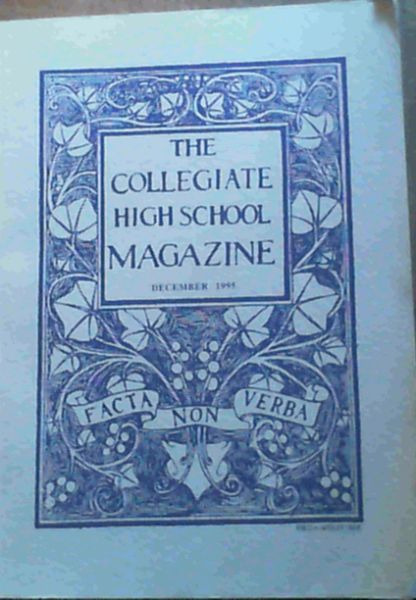 THE
COLLEGIATE
HIGH SCHOOL
MAGAZINE
DECEMBER 1995
FACTA NON VERBA